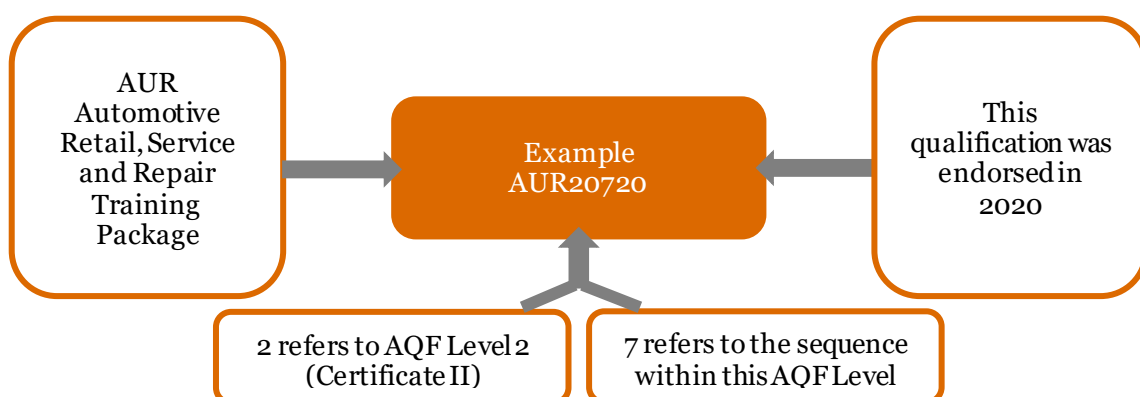 AUR
Automotive
Retail, Service
and Repair
Training
Package
Example
AUR20720
This
qualification was
endorsed in
2020
2 refers to AQF Level 2
(Certificate II)
7 refers to the sequence
within this AQF Level